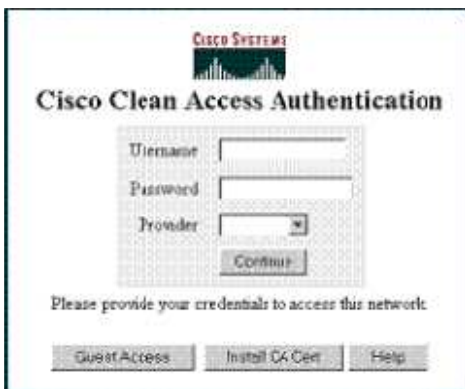 CISCO SYSTEMS
Cisco Clean Access Authentication
Username
Password
Provider
Continue
Please provide your credentials to access this network
Guest Access Install CA Cert Help